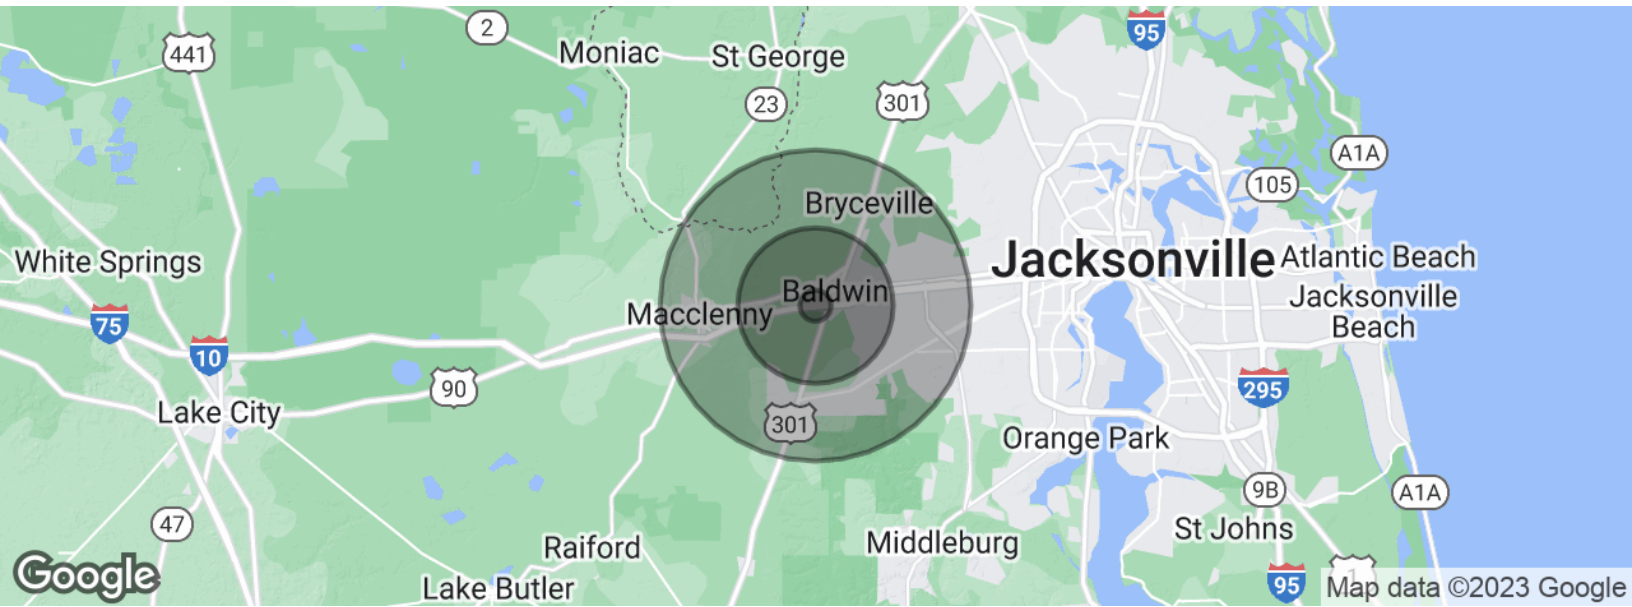 2
95
441
Moniac
St George
23
301
A1A
105
Bryceville
White Springs
Jacksonville
Atlantic Beach
Baldwin
Jacksonville
Beach
Macclenny
75
10
90
295
Lake City
301
Orange Park
9B
A1A
47
St Johns
Middleburg
Raiford
Google
Lake Butler
95
1
Map data ©2023 Google